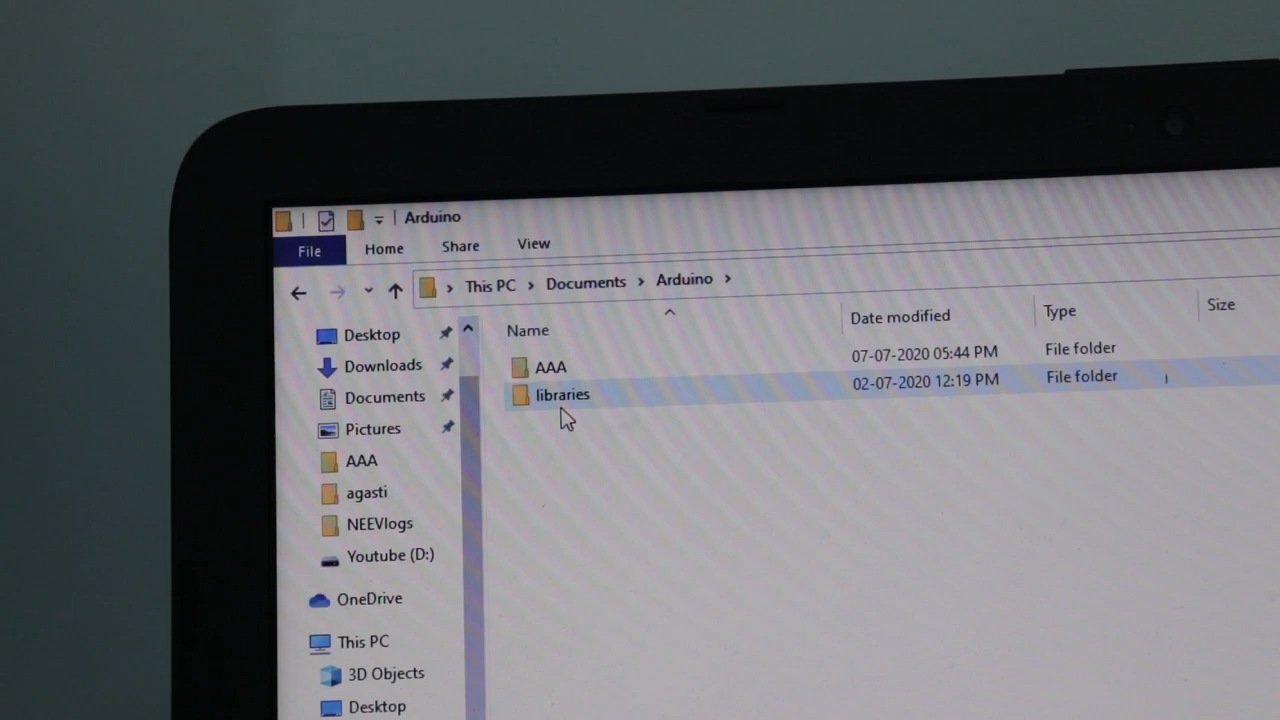 Arduino
File Home Share View
This PC Documents Arduino
Name Date modified Type Size
AAA 07-07-2020 05:44 PM File folder
libraries 02-07-2020 12:19 PM File folder
Desktop
Downloads
Documents
Pictures
AAA
agasti
NEEVlogs
Youtube (D:)
OneDrive
This PC
3D Objects
Desktop